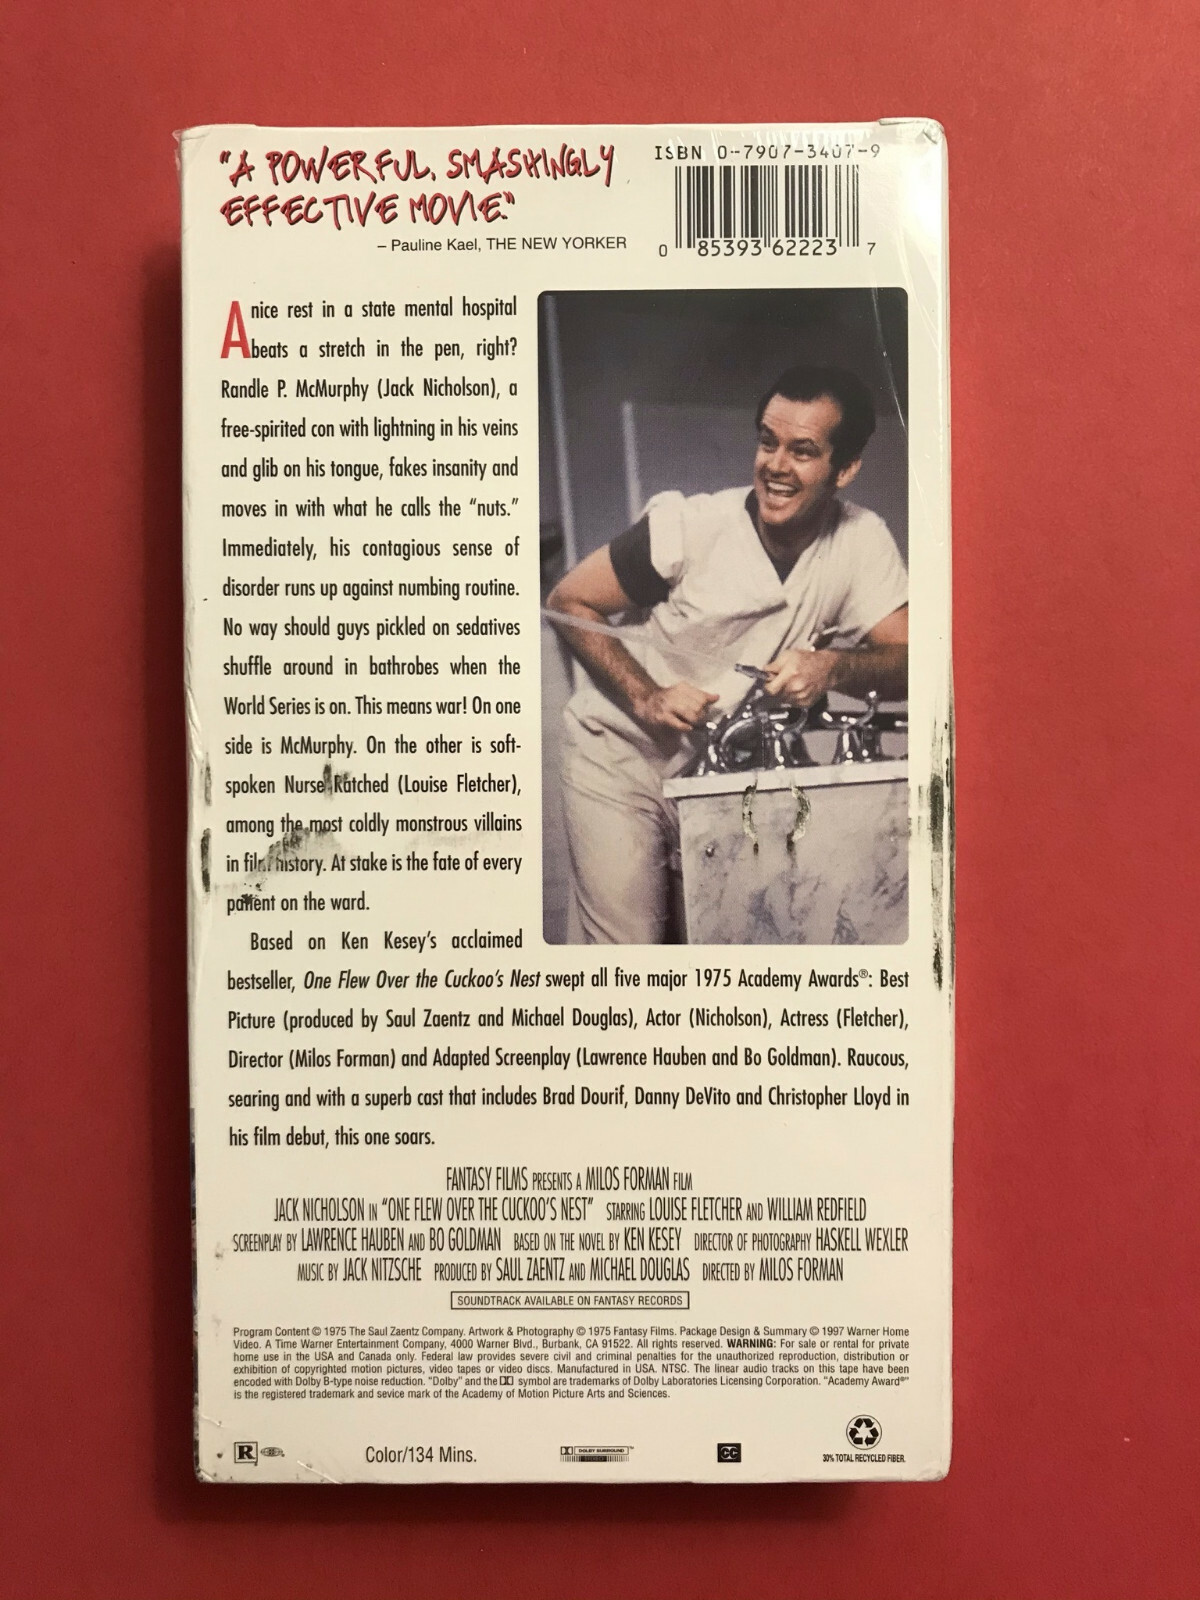 "A POWERFUL, SMASHINGLY
EFFECTIVE MOVIE."
– Pauline Kael, THE NEW YORKER
ISBN 0-7907-3407-9
0 85393 62223 7
A nice rest in a state mental hospital
beats a stretch in the pen, right?
Randle P. McMurphy (Jack Nicholson), a
free-spirited con with lightning in his veins
and glib on his tongue, fakes insanity and
moves in with what he calls the "nuts."
Immediately, his contagious sense of
disorder runs up against numbing routine.
No way should guys pickled on sedatives
shuffle around in bathrobes when the
World Series is on. This means war! On one
side is McMurphy. On the other is soft-
spoken Nurse Ratched (Louise Fletcher),
among the most coldly monstrous villains
in film history. At stake is the fate of every
patient on the ward.
Based on Ken Kesey's acclaimed
bestseller, One Flew Over the Cuckoo's Nest swept all five major 1975 Academy Awards®: Best
Picture (produced by Saul Zaentz and Michael Douglas), Actor (Nicholson), Actress (Fletcher),
Director (Milos Forman) and Adapted Screenplay (Lawrence Hauben and Bo Goldman). Raucous,
searing and with a superb cast that includes Brad Dourif, Danny DeVito and Christopher Lloyd in
his film debut, this one soars.
FANTASY FILMS PRESENTS A MILOS FORMAN FILM
JACK NICHOLSON IN "ONE FLEW OVER THE CUCKOO'S NEST" STARRING LOUISE FLETCHER AND WILLIAM REDFIELD
SCREENPLAY BY LAWRENCE HAUBEN AND BO GOLDMAN BASED ON THE NOVEL BY KEN KESEY DIRECTOR OF PHOTOGRAPHY HASKELL WEXLER
MUSIC BY JACK NITZSCHE PRODUCED BY SAUL ZAENTZ AND MICHAEL DOUGLAS DIRECTED BY MILOS FORMAN
SOUNDTRACK AVAILABLE ON FANTASY RECORDS
Program Content © 1975 The Saul Zaentz Company. Artwork & Photography © 1975 Fantasy Films. Package Design & Summary © 1997 Warner Home
Video. A Time Warner Entertainment Company, 4000 Warner Blvd., Burbank, CA 91522. All rights reserved. WARNING: For sale or rental for private
home use in the USA and Canada only. Federal law provides severe civil and criminal penalties for the unauthorized reproduction, distribution or
exhibition of copyrighted motion pictures, video tapes or video discs. Manufactured in USA. NTSC. The linear audio tracks on this tape have been
encoded with Dolby B-type noise reduction. "Dolby" and the symbol are trademarks of Dolby Laboratories Licensing Corporation. "Academy Award®"
is the registered trademark and sevice mark of the Academy of Motion Picture Arts and Sciences.
R Color/134 Mins. DOLBY SURROUND™ CC
30% TOTAL RECYCLED FIBER.